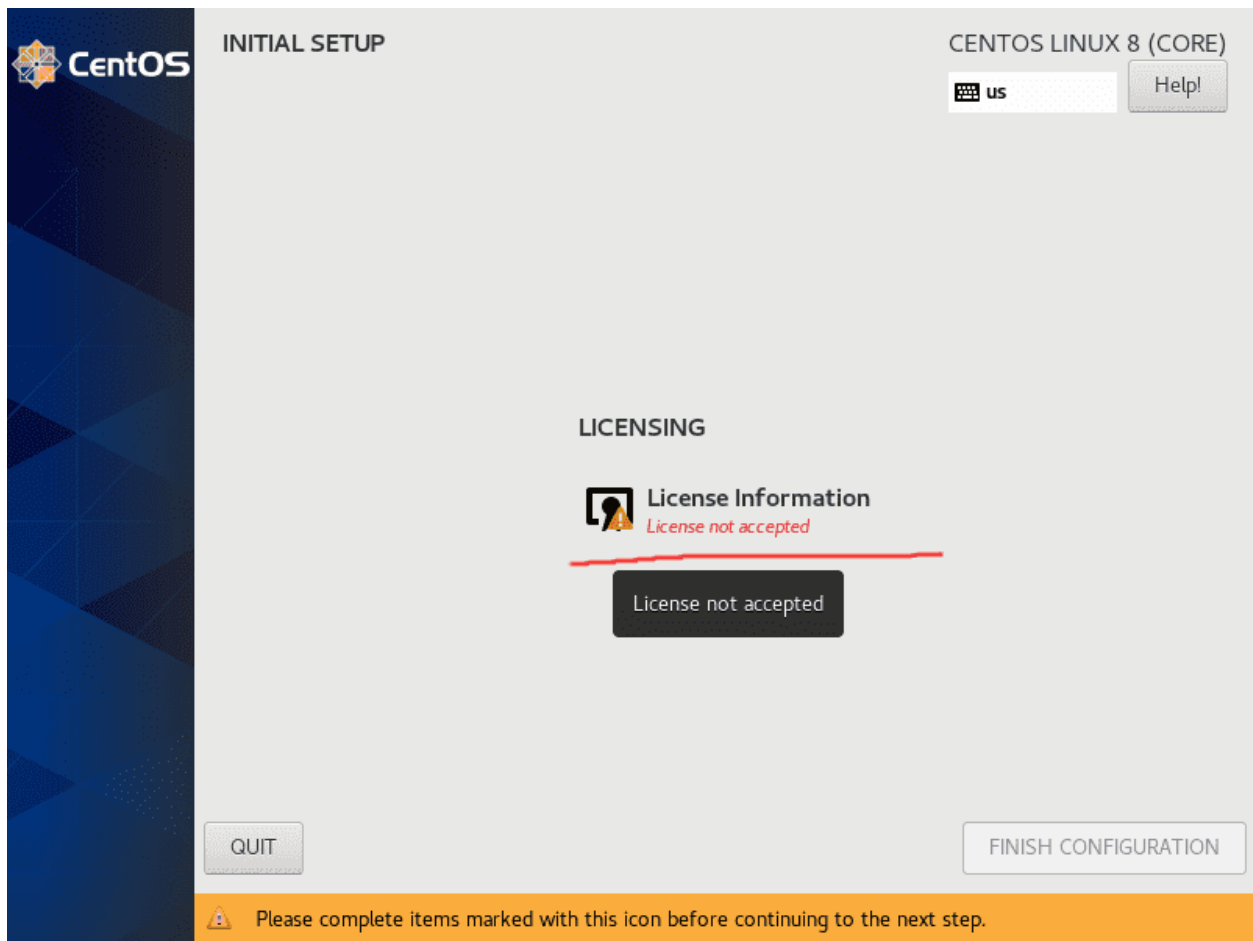 CentOS
INITIAL SETUP
CENTOS LINUX 8 (CORE)
us
Help!
LICENSING
License Information
License not accepted
License not accepted
QUIT
FINISH CONFIGURATION
Please complete items marked with this icon before continuing to the next step.